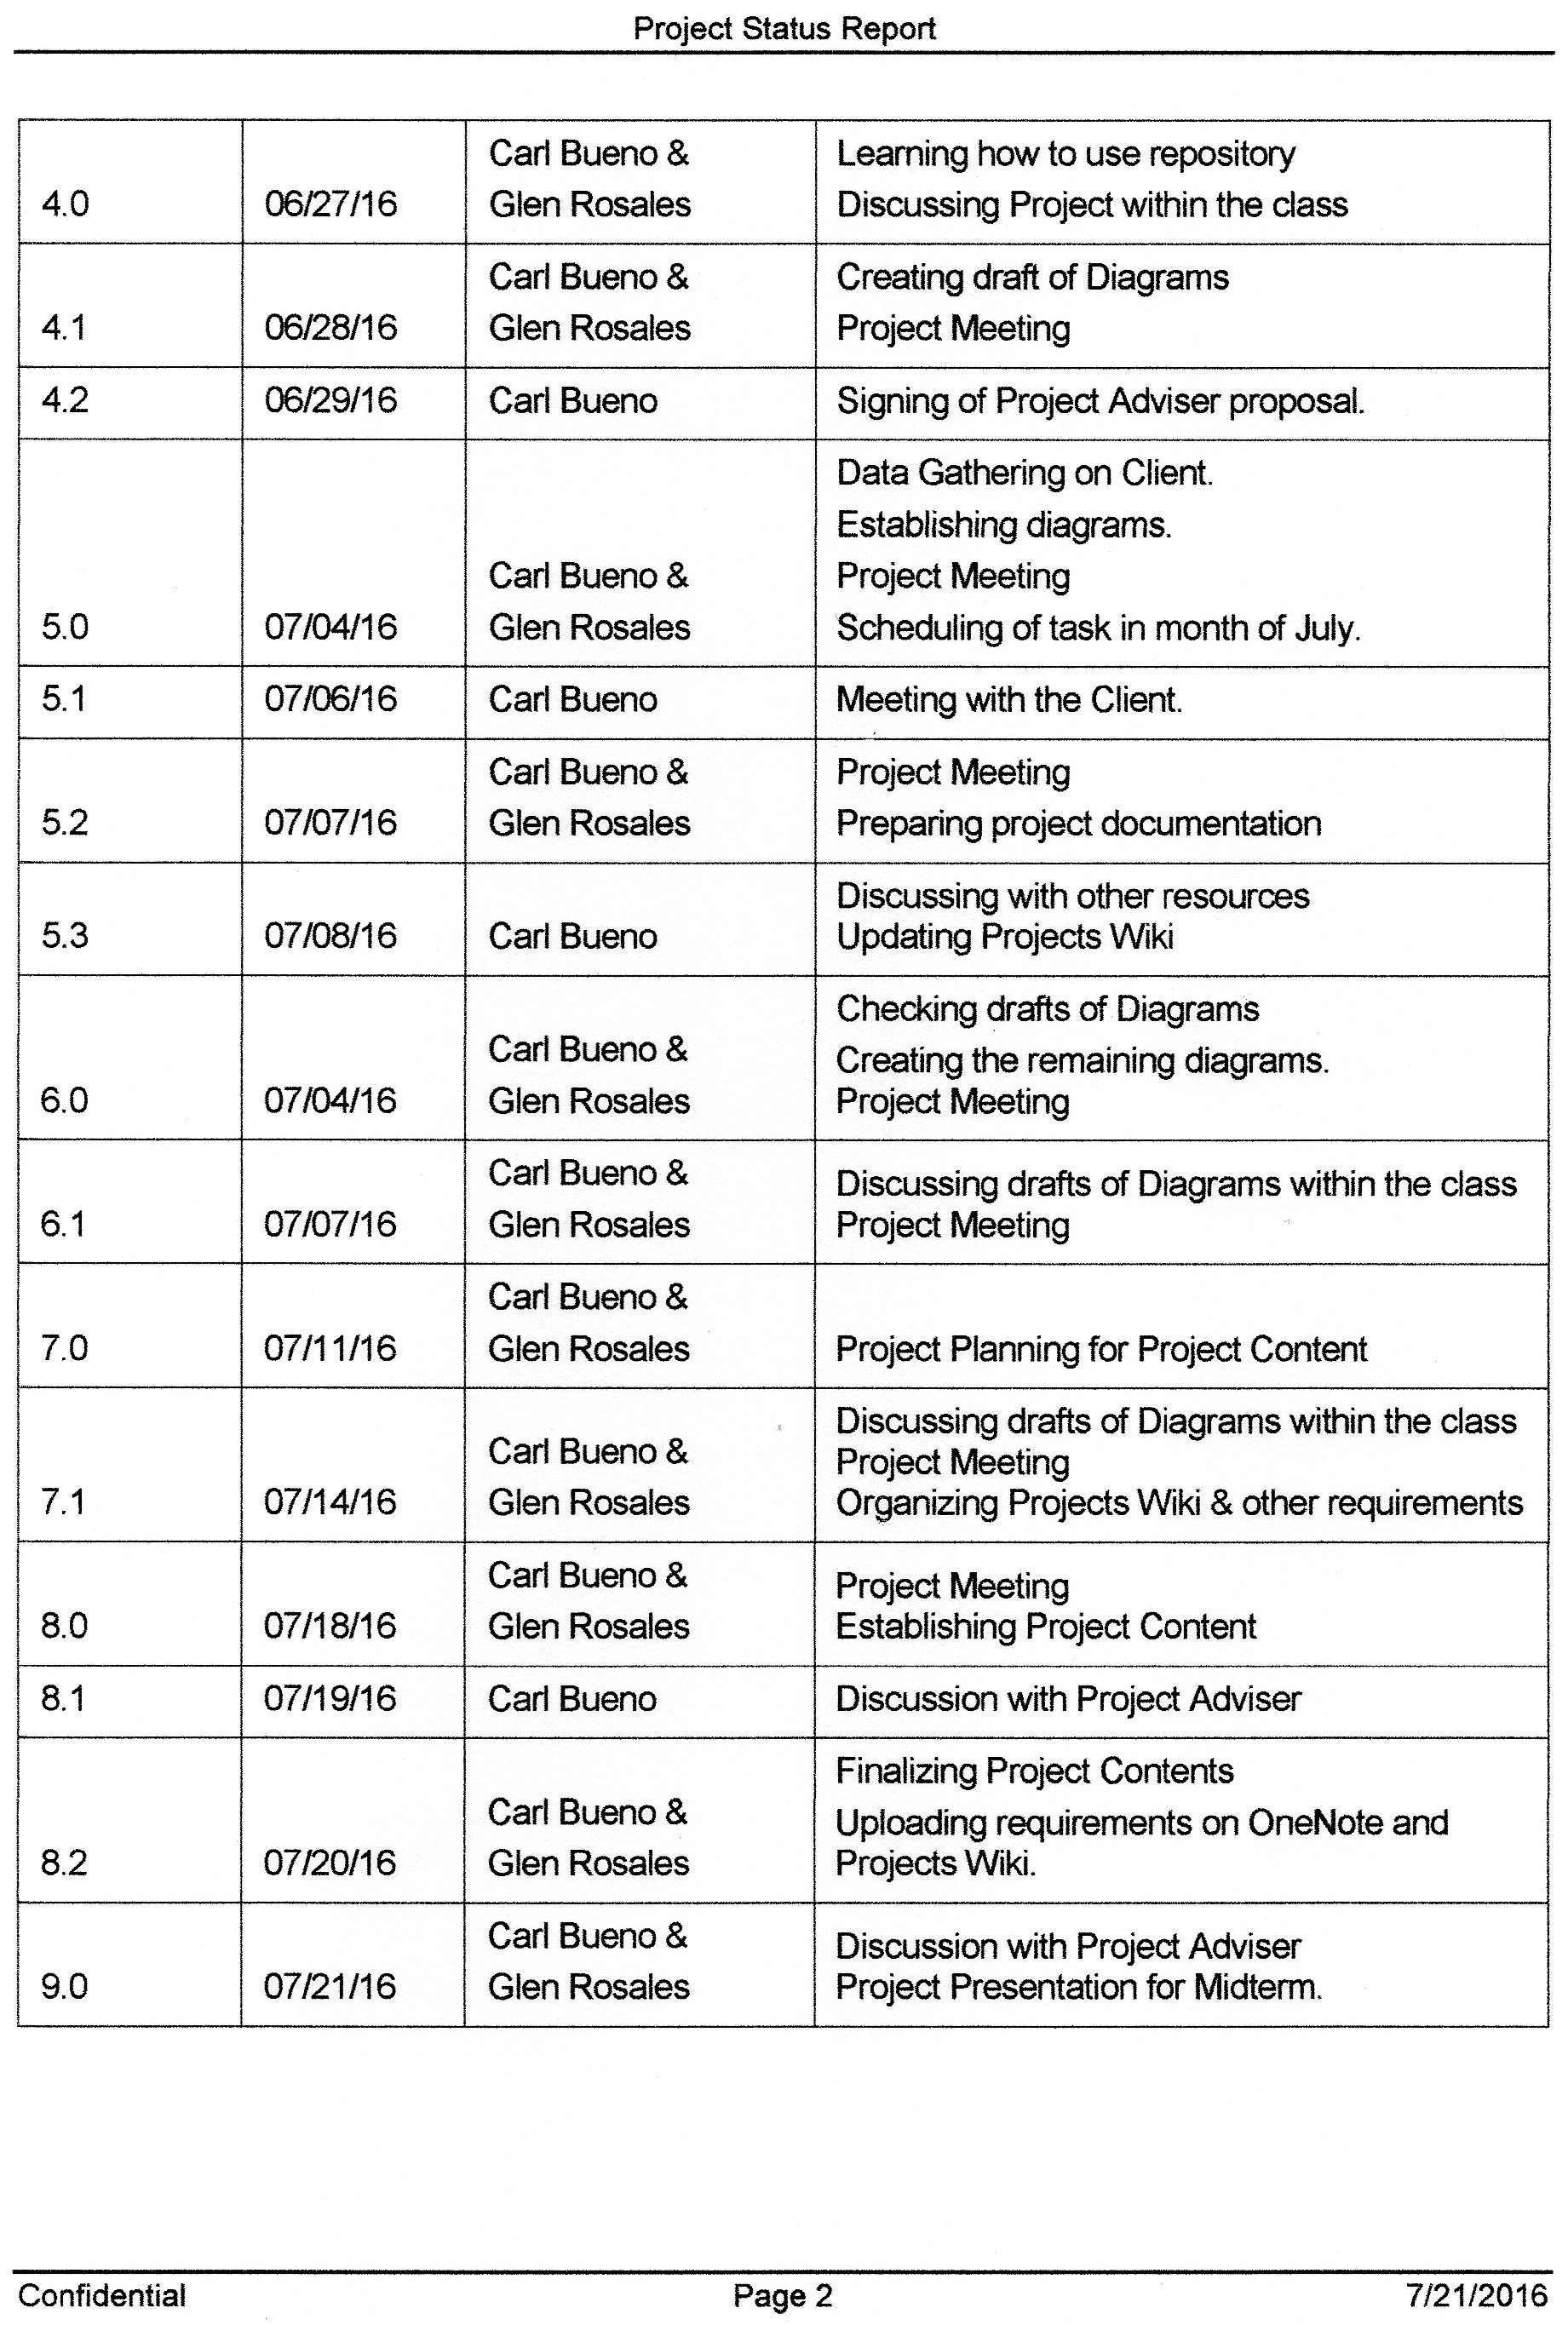 Project Status Report
4.0
06/27/16
Carl Bueno &
Glen Rosales
Learning how to use repository
Discussing Project within the class
4.1
06/28/16
Carl Bueno &
Glen Rosales
Creating draft of Diagrams
Project Meeting
4.2
06/29/16
Carl Bueno
Signing of Project Adviser proposal.
5.0
07/04/16
Carl Bueno &
Glen Rosales
Data Gathering on Client.
Establishing diagrams.
Project Meeting
Scheduling of task in month of July.
5.1
07/06/16
Carl Bueno
Meeting with the Client.
5.2
07/07/16
Carl Bueno &
Glen Rosales
Project Meeting
Preparing project documentation
5.3
07/08/16
Carl Bueno
Discussing with other resources
Updating Projects Wiki
6.0
07/04/16
Carl Bueno &
Glen Rosales
Checking drafts of Diagrams
Creating the remaining diagrams.
Project Meeting
6.1
07/07/16
Carl Bueno &
Glen Rosales
Discussing drafts of Diagrams within the class
Project Meeting
7.0
07/11/16
Carl Bueno &
Glen Rosales
Project Planning for Project Content
7.1
07/14/16
Carl Bueno &
Glen Rosales
Discussing drafts of Diagrams within the class
Project Meeting
Organizing Projects Wiki & other requirements
8.0
07/18/16
Carl Bueno &
Glen Rosales
Project Meeting
Establishing Project Content
8.1
07/19/16
Carl Bueno
Discussion with Project Adviser
8.2
07/20/16
Carl Bueno &
Glen Rosales
Finalizing Project Contents
Uploading requirements on OneNote and
Projects Wiki.
9.0
07/21/16
Carl Bueno &
Glen Rosales
Discussion with Project Adviser
Project Presentation for Midterm.
Confidential
Page 2
7/21/2016